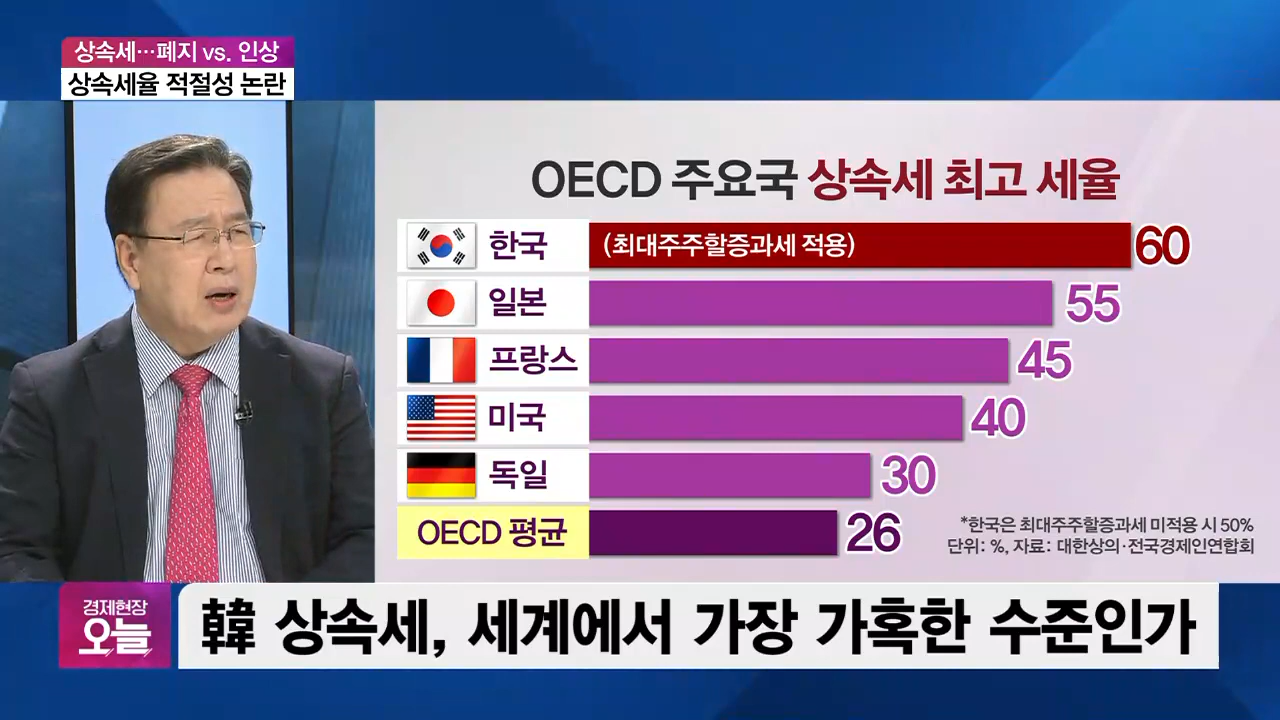 상속세…폐지 vs. 인상
상속세율 적절성 논란
OECD 주요국 상속세 최고 세율
한국 (최대주주할증과세 적용) 60
일본 55
프랑스 45
미국 40
독일 30
OECD 평균 26
*한국은 최대주주할증과세 미적용 시 50%
단위: %, 자료: 대한상의·전국경제인연합회
경제현장
오늘
韓 상속세, 세계에서 가장 가혹한 수준인가